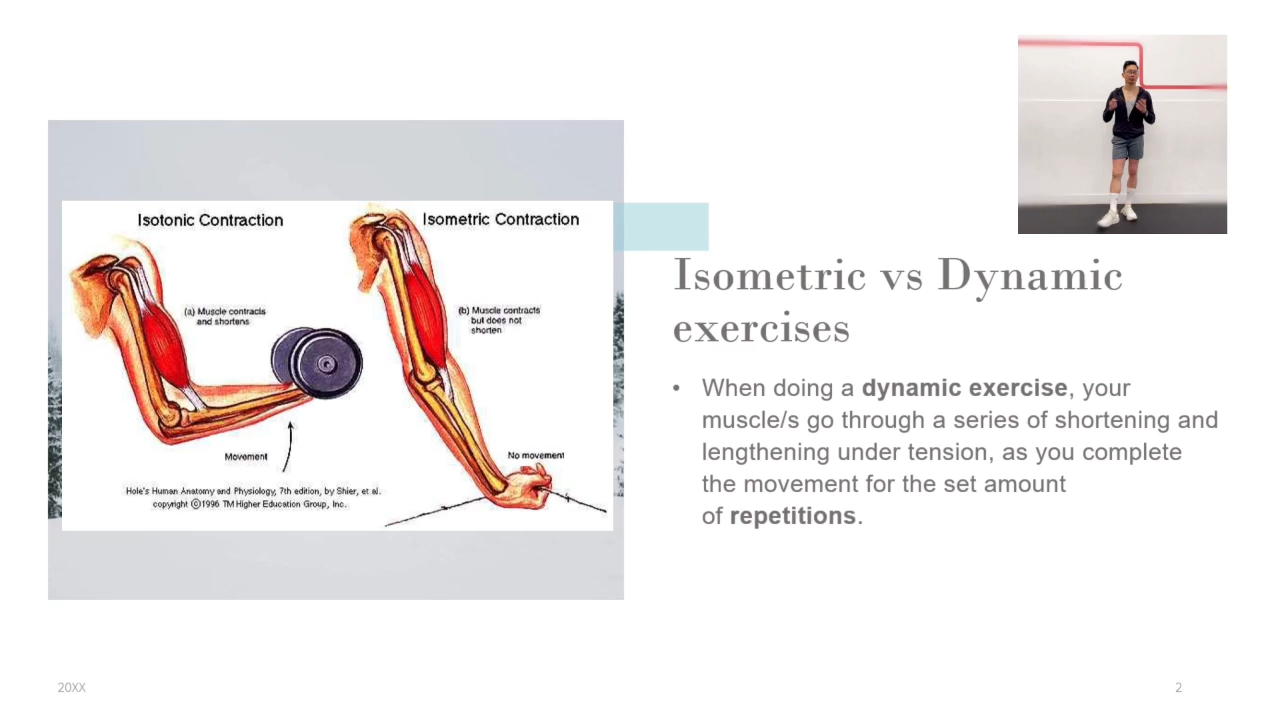 Isotonic Contraction
Isometric Contraction
(a) Muscle contracts
and shortens
(b) Muscle contracts
but does not
shorten
Movement
No movement
Hole's Human Anatomy and Physiology, 7th edition, by Shier, et al.
copyright ©1996 TM Higher Education Group, Inc.
Isometric vs Dynamic
exercises
• When doing a dynamic exercise, your
muscle/s go through a series of shortening and
lengthening under tension, as you complete
the movement for the set amount
of repetitions.
20XX
2